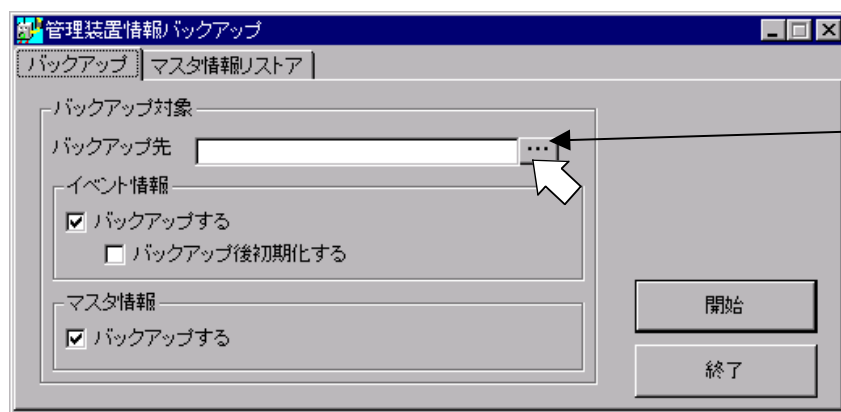 管理装置情報バックアップ
バックアップ マスタ情報リストア
バックアップ対象
バックアップ先 ...
イベント情報
バックアップする
バックアップ後初期化する
マスタ情報
バックアップする
開始
終了